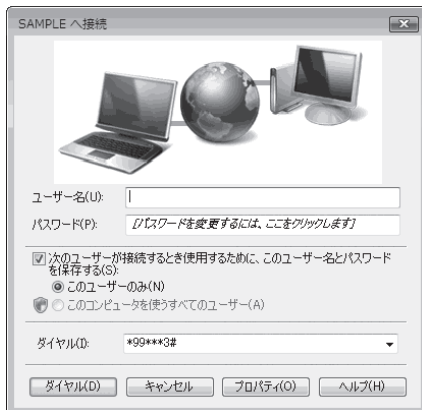 SAMPLE へ接続
ユーザー名(U):
パスワード(P): [パスワードを変更するには、ここをクリックします]
次のユーザーが接続するとき使用するために、このユーザー名とパスワード
を保存する(S):
このユーザーのみ(N)
このコンピュータを使うすべてのユーザー(A)
ダイヤル(I): *99***3#
ダイヤル(D) キャンセル プロパティ(O) ヘルプ(H)